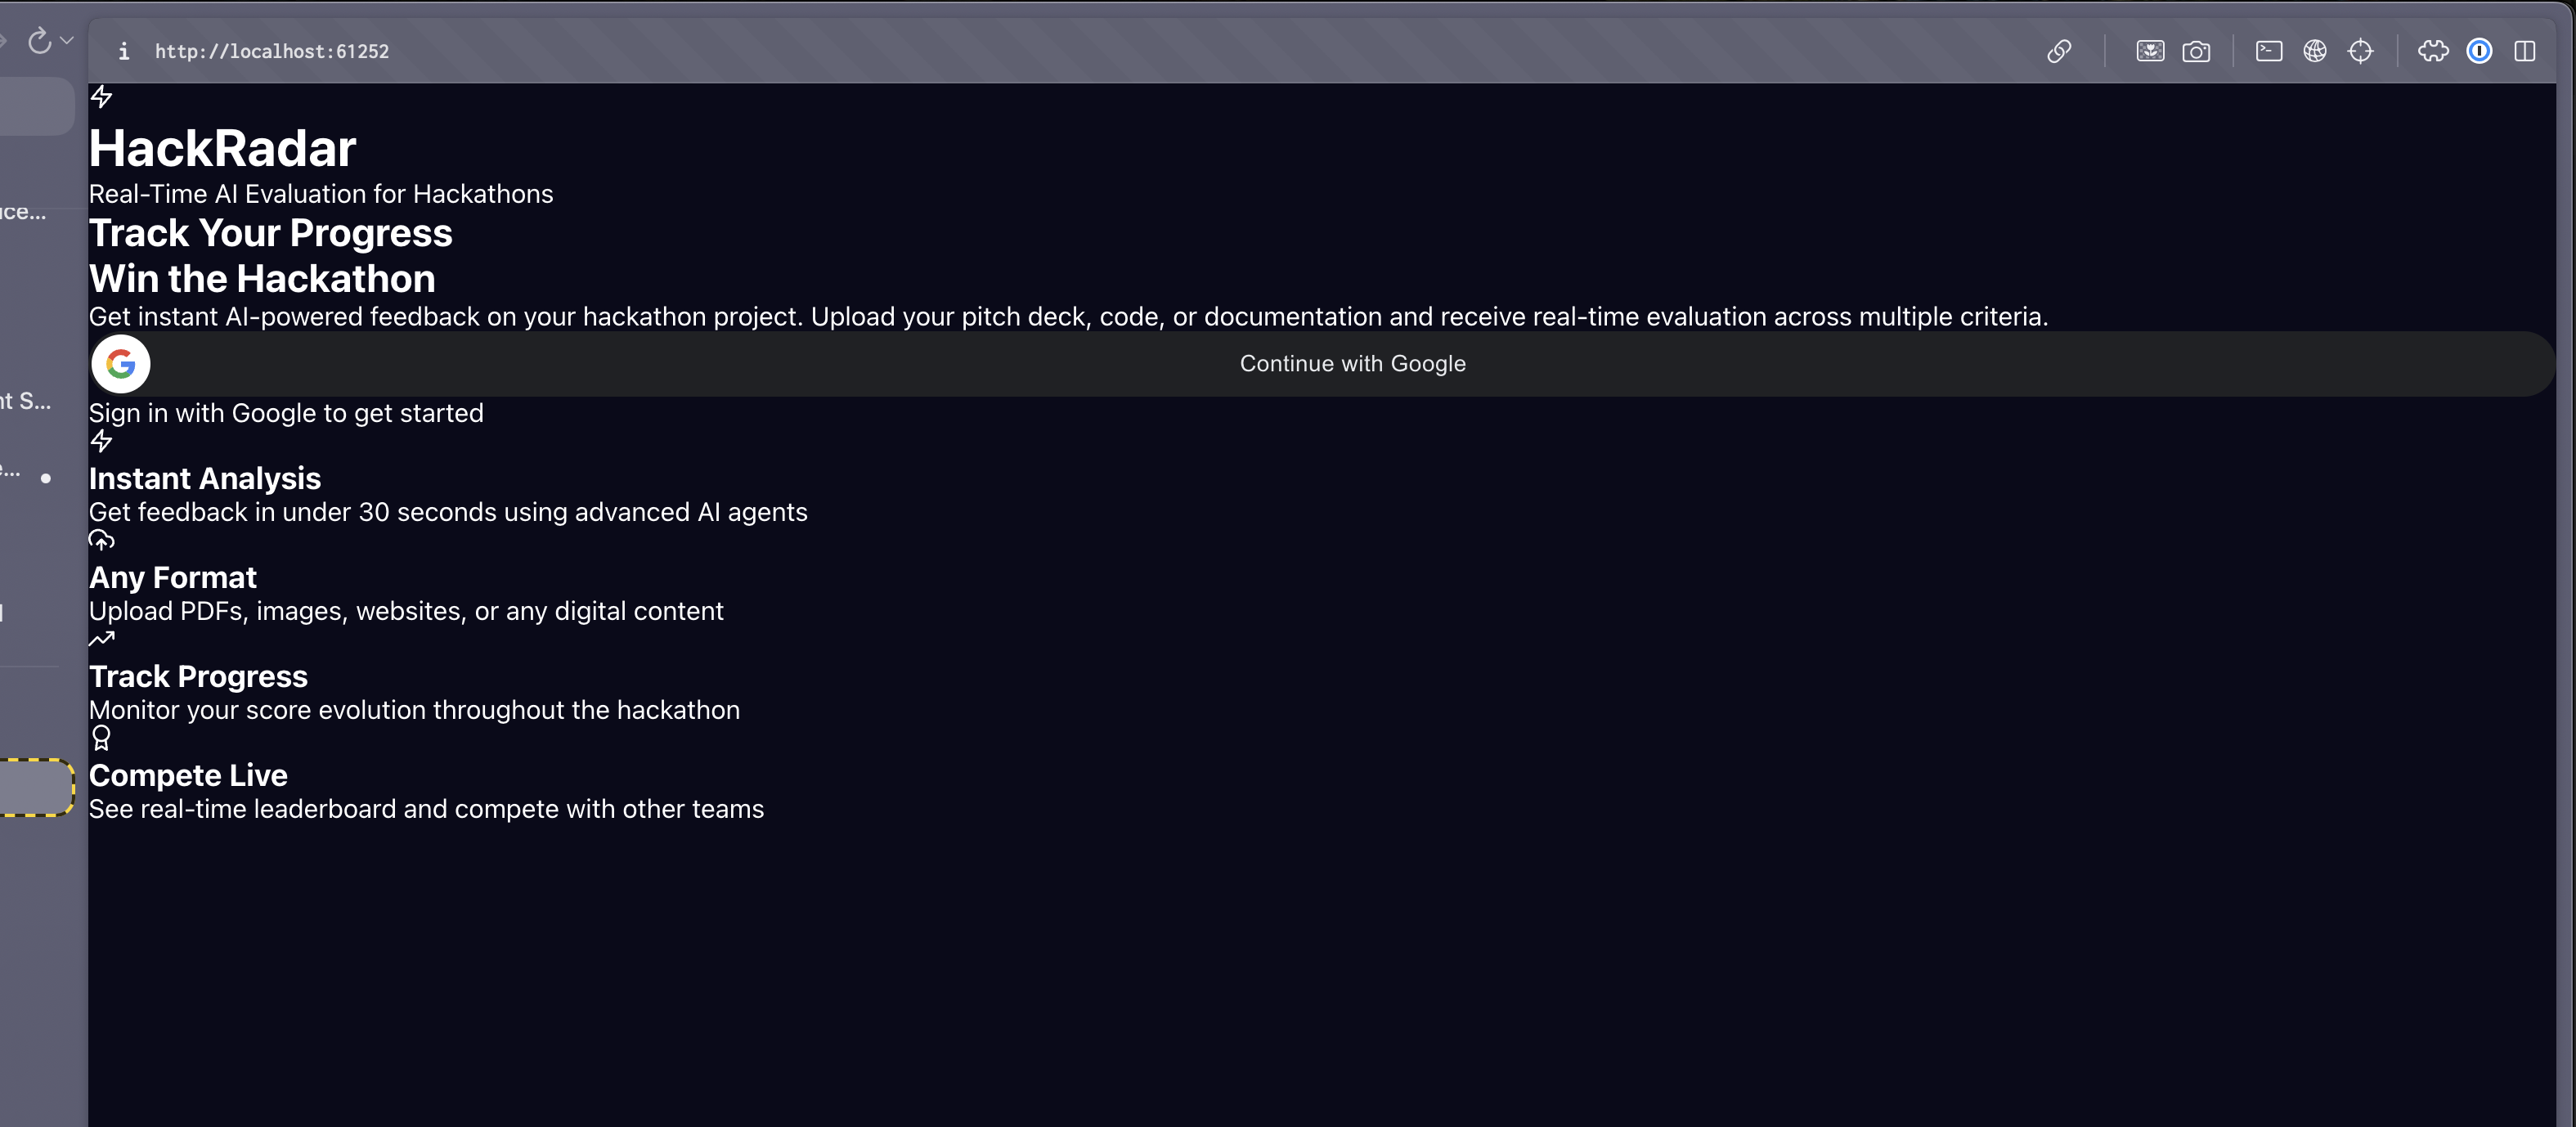 http://localhost:61252
HackRadar
Real-Time AI Evaluation for Hackathons
Track Your Progress
Win the Hackathon
Get instant AI-powered feedback on your hackathon project. Upload your pitch deck, code, or documentation and receive real-time evaluation across multiple criteria.
Continue with Google
Sign in with Google to get started
Instant Analysis
Get feedback in under 30 seconds using advanced AI agents
Any Format
Upload PDFs, images, websites, or any digital content
Track Progress
Monitor your score evolution throughout the hackathon
Compete Live
See real-time leaderboard and compete with other teams